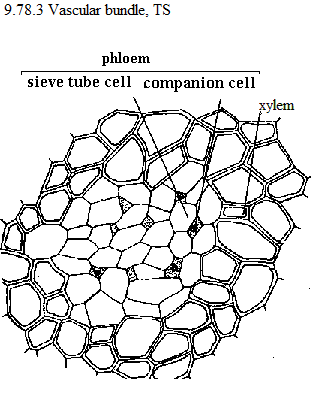 9.78.3 Vascular bundle, TS
phloem
sieve tube cell companion cell
xylem